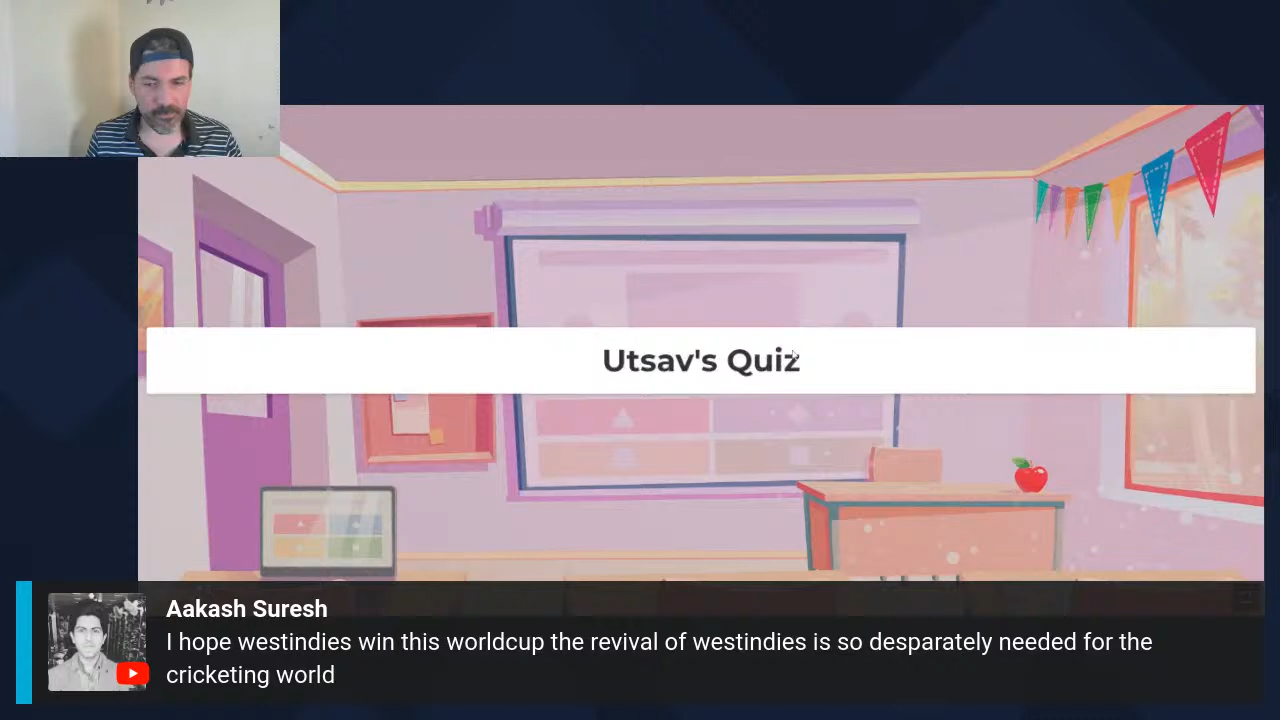 Utsav's Quiz
Aakash Suresh
I hope westindies win this worldcup the revival of westindies is so desparately needed for the
cricketing world